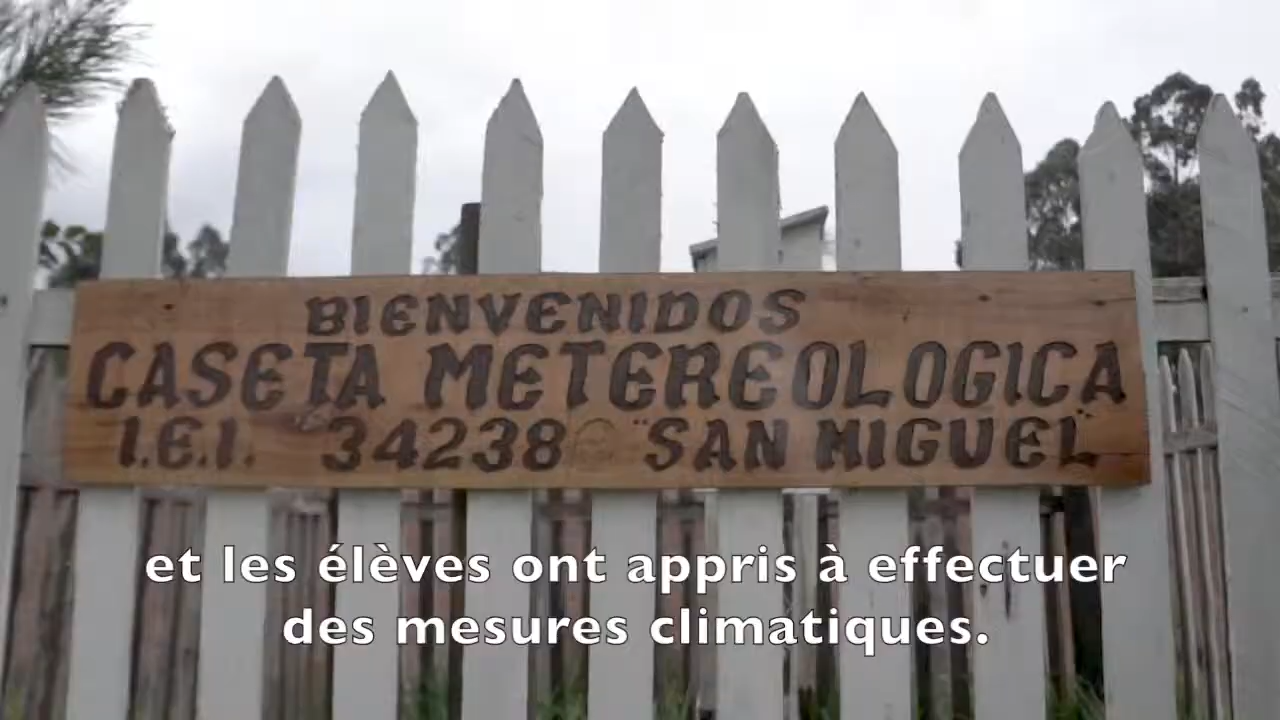 BIENVENIDOS
CASETA METEREOLOGICA
I.E.I. 34238 "SAN MIGUEL"
et les élèves ont appris à effectuer
des mesures climatiques.